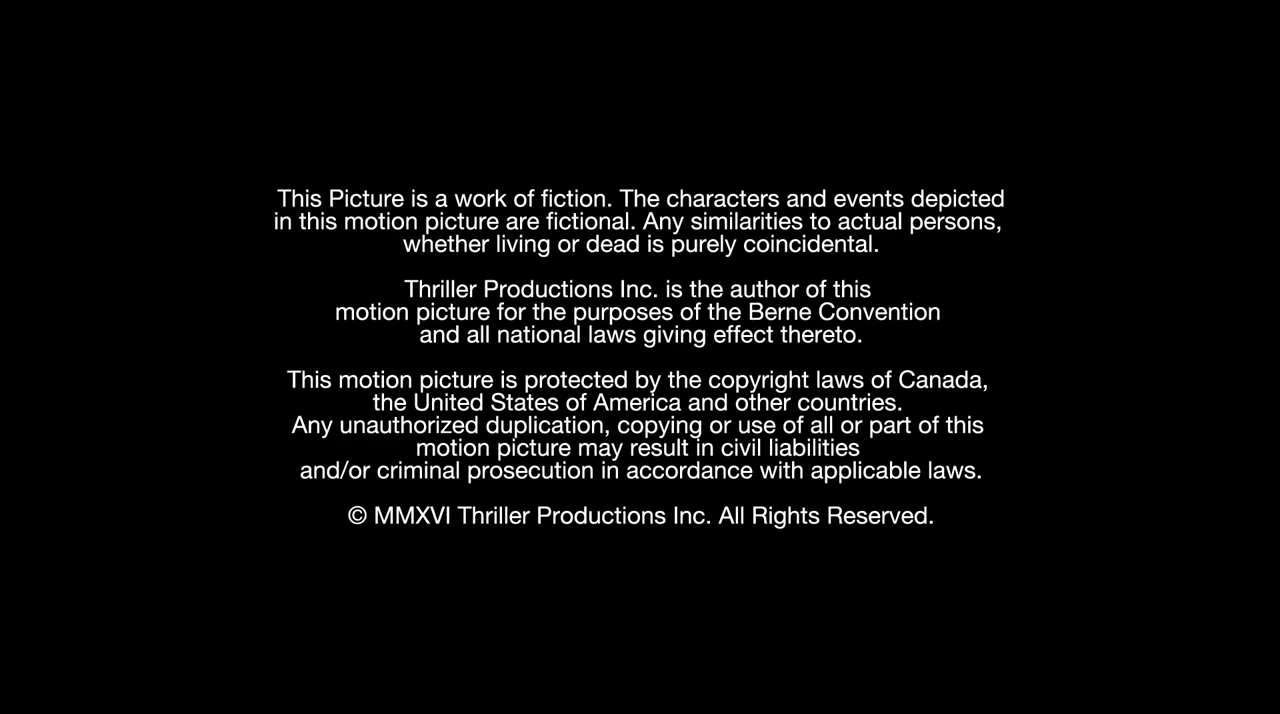 This Picture is a work of fiction. The characters and events depicted
in this motion picture are fictional. Any similarities to actual persons,
whether living or dead is purely coincidental.
Thriller Productions Inc. is the author of this
motion picture for the purposes of the Berne Convention
and all national laws giving effect thereto.
This motion picture is protected by the copyright laws of Canada,
the United States of America and other countries.
Any unauthorized duplication, copying or use of all or part of this
motion picture may result in civil liabilities
and/or criminal prosecution in accordance with applicable laws.
© MMXVI Thriller Productions Inc. All Rights Reserved.